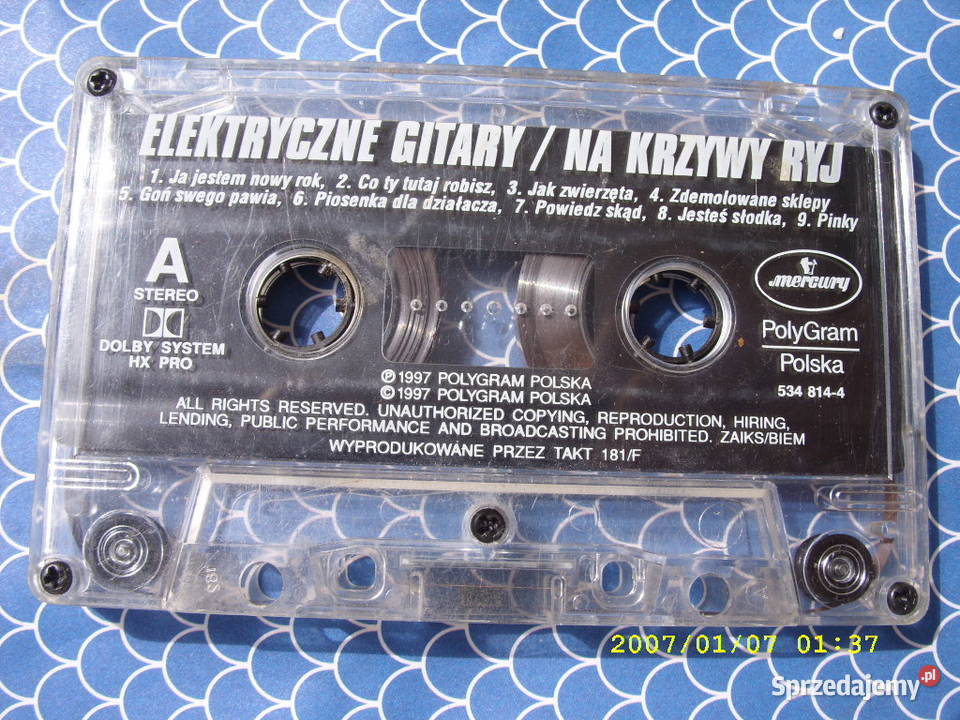 ELEKTRYCZNE GITARY / NA KRZYWY RYJ
1. Ja jestem nowy rok, 2. Co ty tutaj robisz, 3. Jak zwierzęta, 4. Zdemolowane sklepy
5. Goń swego pawia, 6. Piosenka dla działacza, 7. Powiedz skąd, 8. Jesteś słodka, 9. Pinky
A
STEREO
DOLBY SYSTEM
HX PRO
mercury
PolyGram
Polska
534 814-4
Ⓟ 1997 POLYGRAM POLSKA
© 1997 POLYGRAM POLSKA
ALL RIGHTS RESERVED. UNAUTHORIZED COPYING, REPRODUCTION, HIRING,
LENDING, PUBLIC PERFORMANCE AND BROADCASTING PROHIBITED. ZAIKS/BIEM
WYPRODUKOWANE PRZEZ TAKT 181/F
2007/01/07 01:37
Sprzedajemy.pl